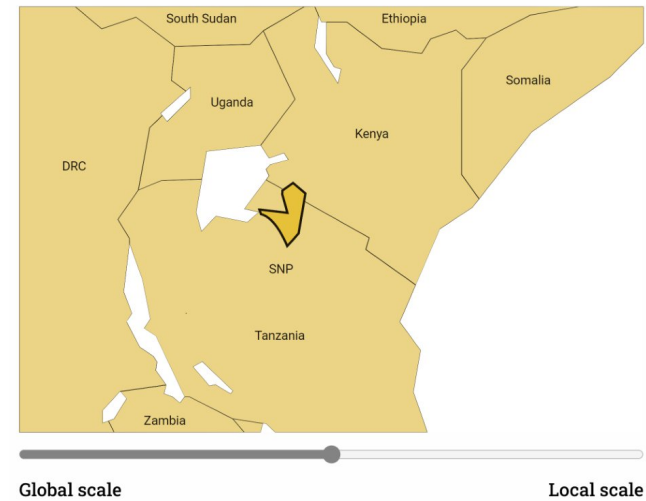 South Sudan
Ethiopia
Somalia
Uganda
Kenya
DRC
SNP
Tanzania
Zambia
Global scale
Local scale